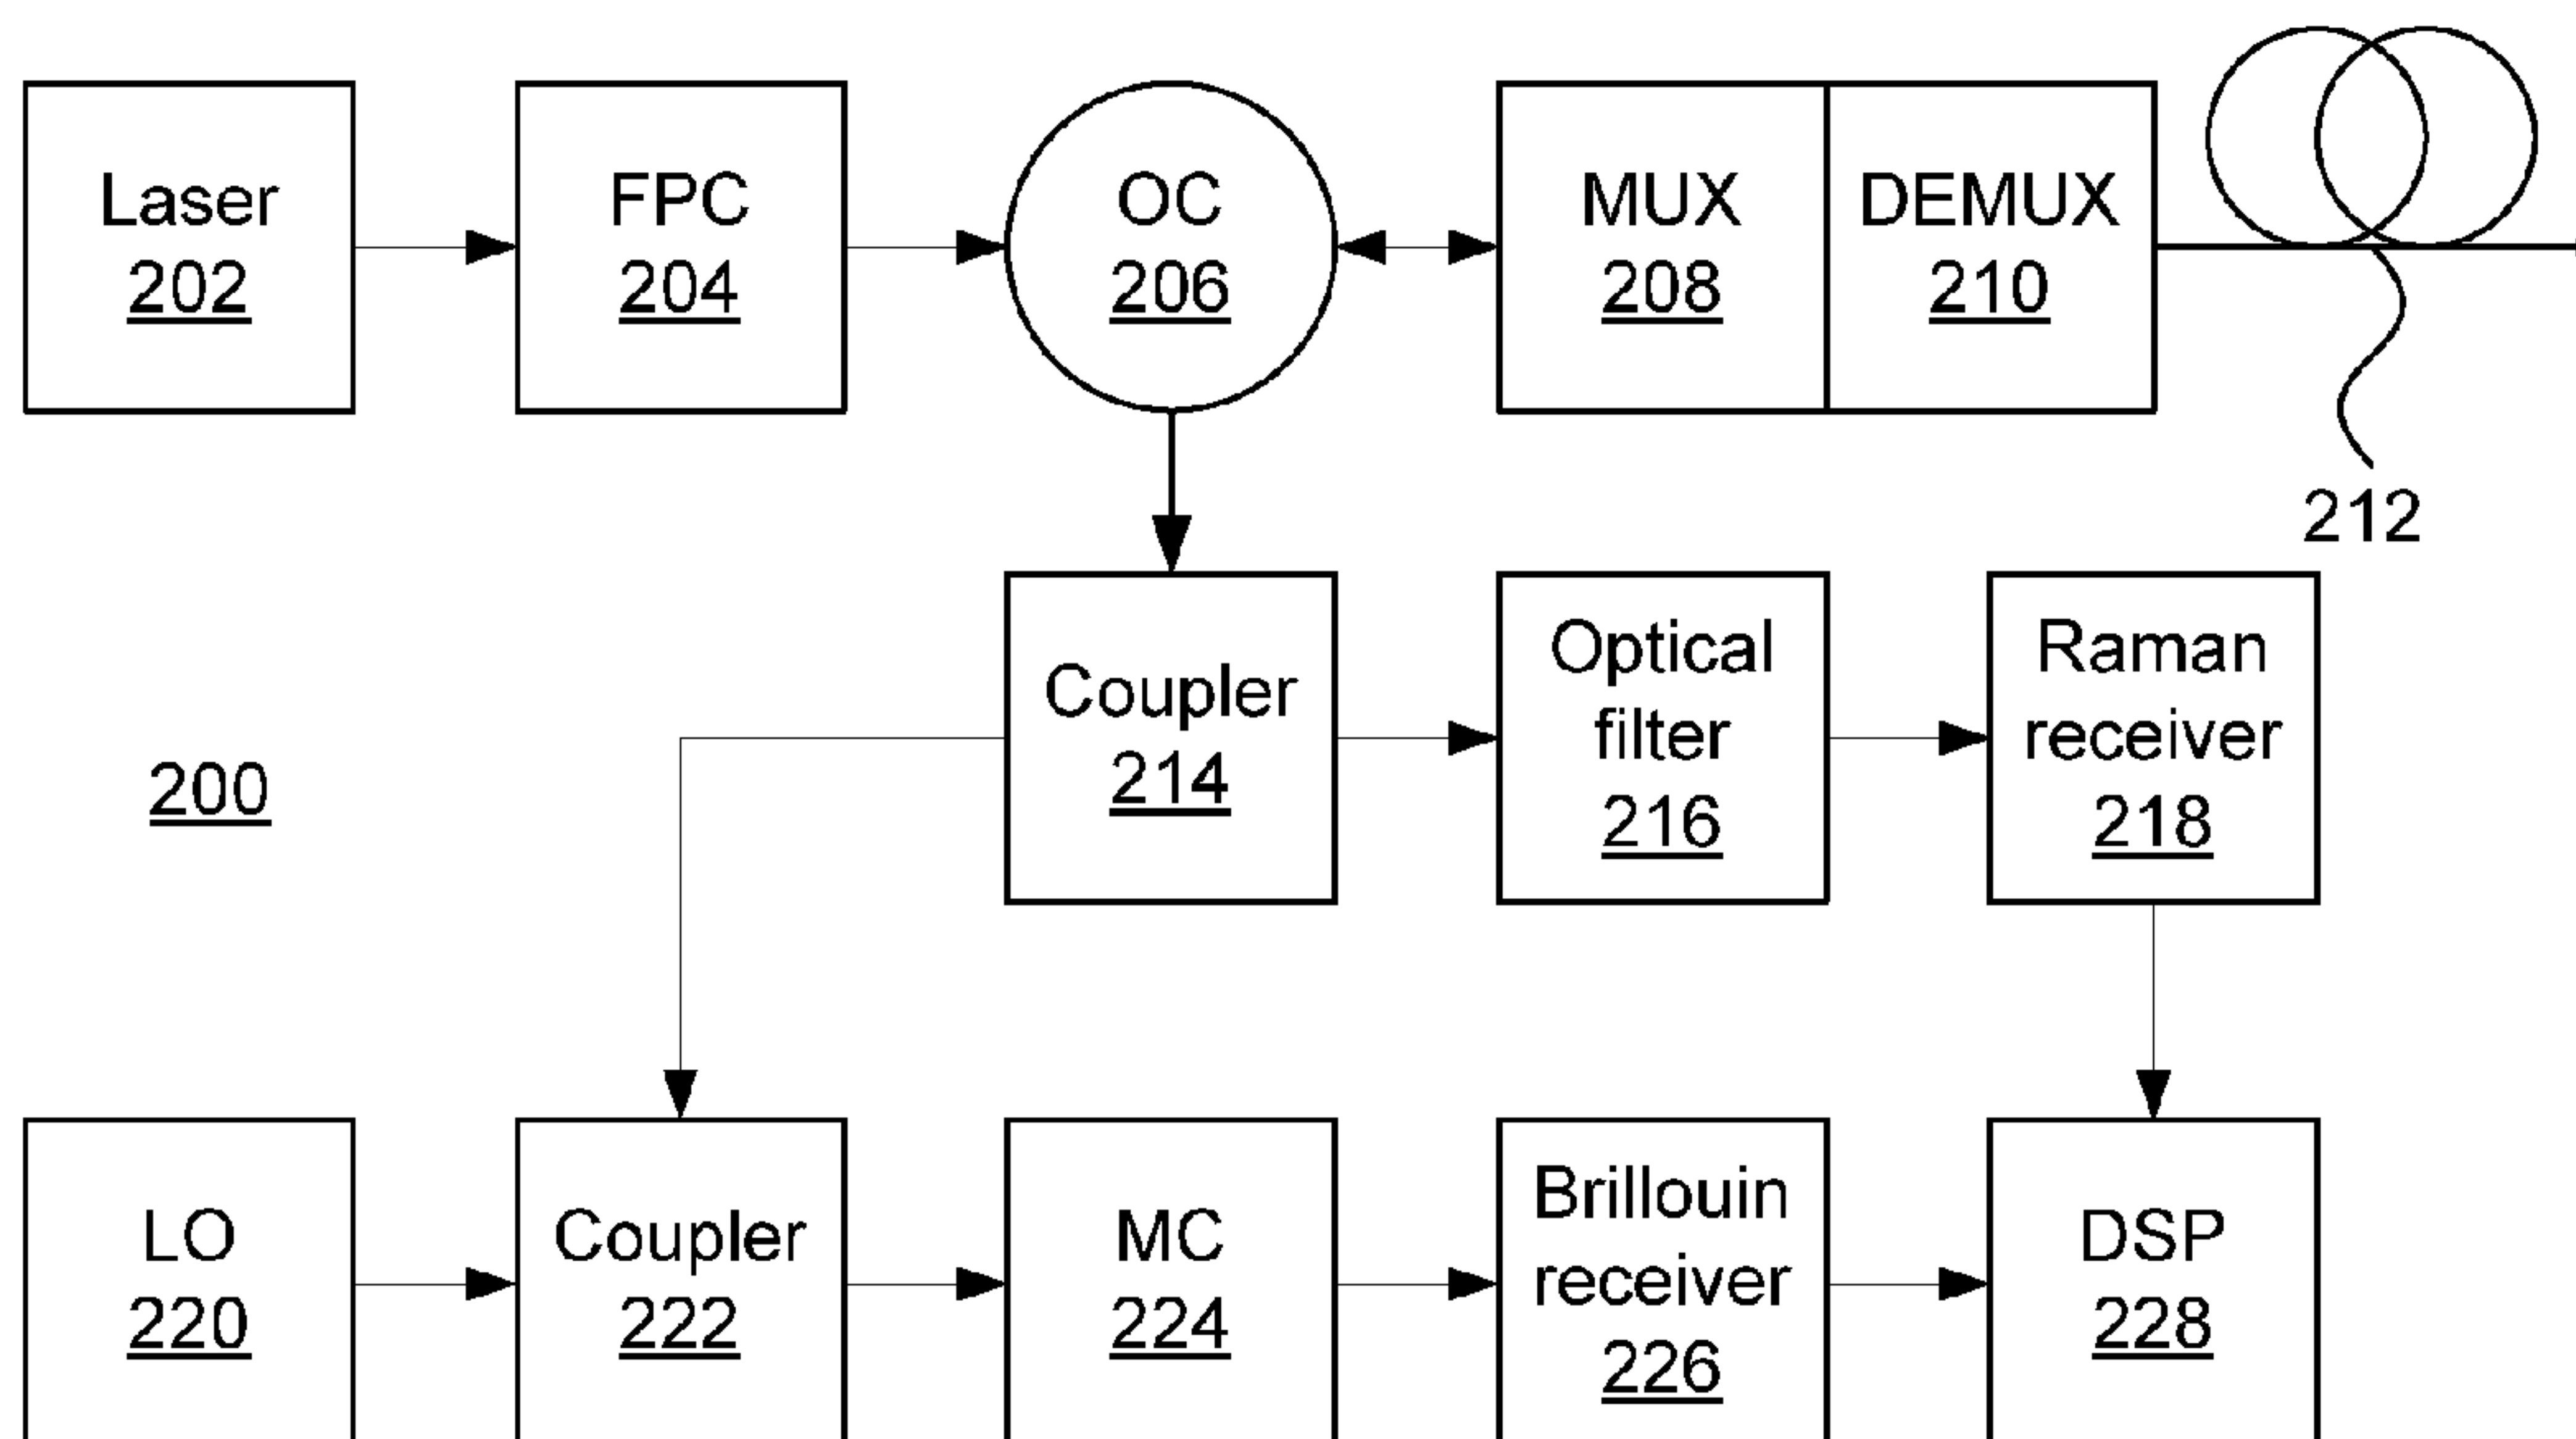 Laser
202
FPC
204
OC
206
MUX
208
DEMUX
210
212
Coupler
214
Optical
filter
216
Raman
receiver
218
200
LO
220
Coupler
222
MC
224
Brillouin
receiver
226
DSP
228